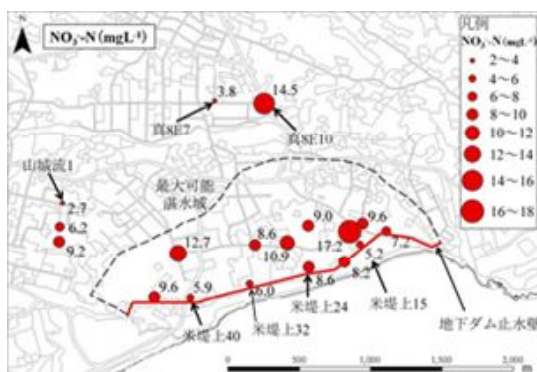 NO₃⁻-N (mgL⁻¹)
凡例
NO₃⁻-N (mgL⁻¹)
2～4
4～6
6～8
8～10
10～12
12～14
14～16
16～18
3.8
14.5
真8E7
真8E10
山城流1
2.7
最大可能
湛水域
6.2
9.2
9.0
9.6
8.6
12.7
10.9
17.2
7.2
5.2
9.6
5.9
6.0
8.6
8.2
米堤上15
米堤上24
米堤上32
米堤上40
地下ダム止水壁
0
500
1,000
1,500
2,000
m